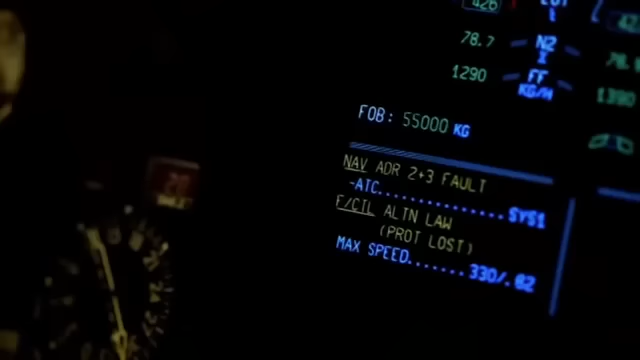 426
78.7 N2
1290 FF
KG/H 1390
FOB: 55000 KG
NAV ADR 2+3 FAULT
-ATC...............SYS1
F/CTL ALTN LAW
(PROT LOST)
MAX SPEED.......330/.82